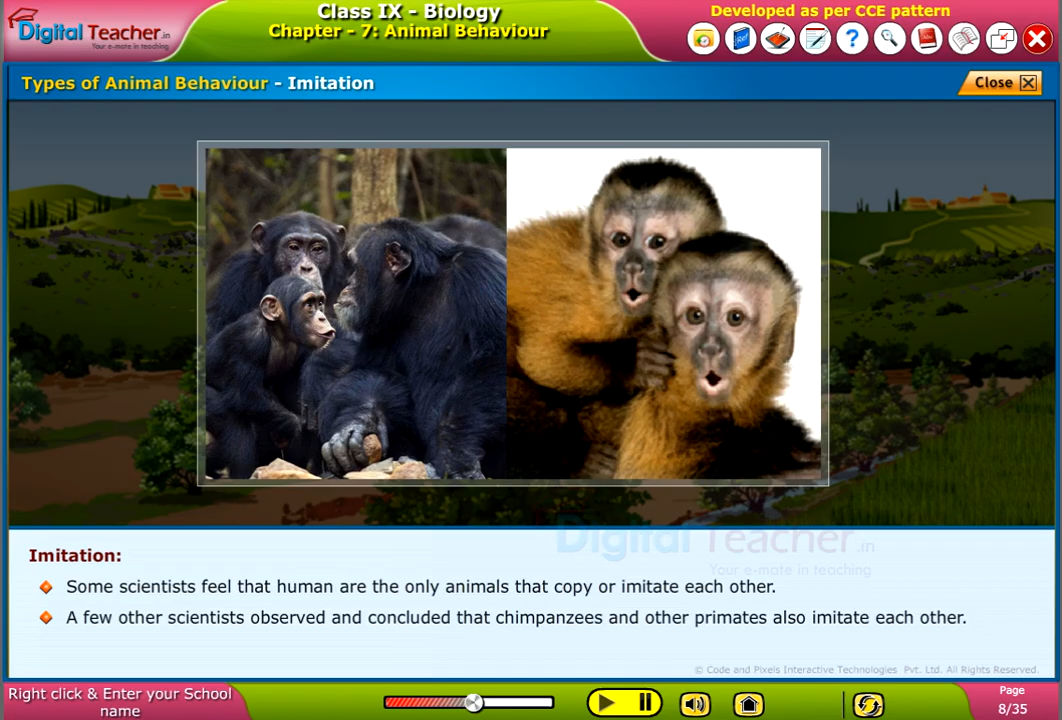 Digital Teacher.in
Your e-mate in teaching
Class IX - Biology
Chapter - 7: Animal Behaviour
Developed as per CCE pattern
Ref
?
Types of Animal Behaviour - Imitation
Close
Digital Teacher.in
Your e-mate in teaching
Imitation:
Some scientists feel that human are the only animals that copy or imitate each other.
A few other scientists observed and concluded that chimpanzees and other primates also imitate each other.
© Code and Pixels Interactive Technologies Pvt. Ltd. All Rights Reserved.
Right click & Enter your School
name
Page
8/35